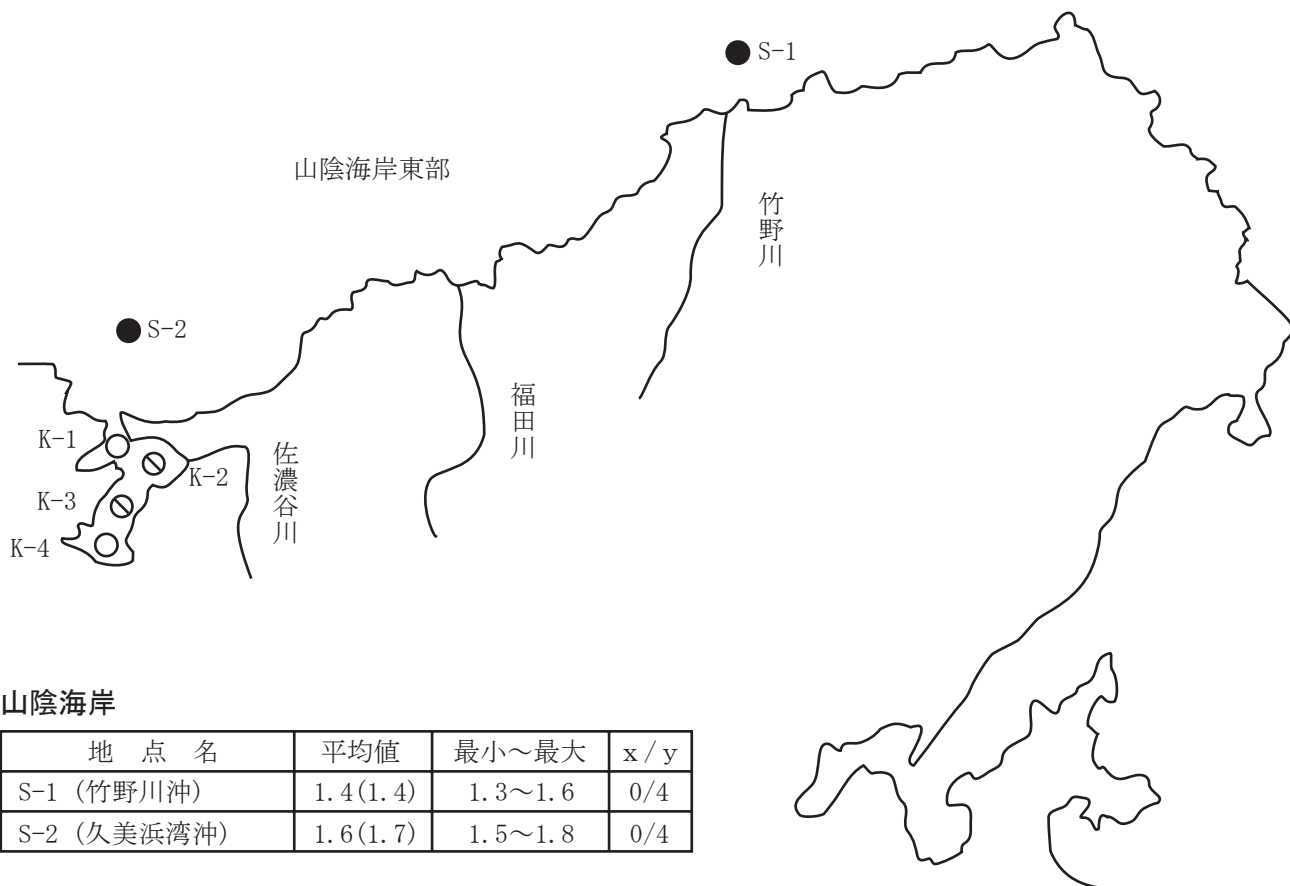 S-1
山陰海岸東部
竹野川
S-2
福田川
K-1
佐濃谷川
K-2
K-3
K-4
山陰海岸
地 点 名 平均値 最小～最大 x/y
S-1 (竹野川沖) 1.4(1.4) 1.3～1.6 0/4
S-2 (久美浜湾沖) 1.6(1.7) 1.5～1.8 0/4